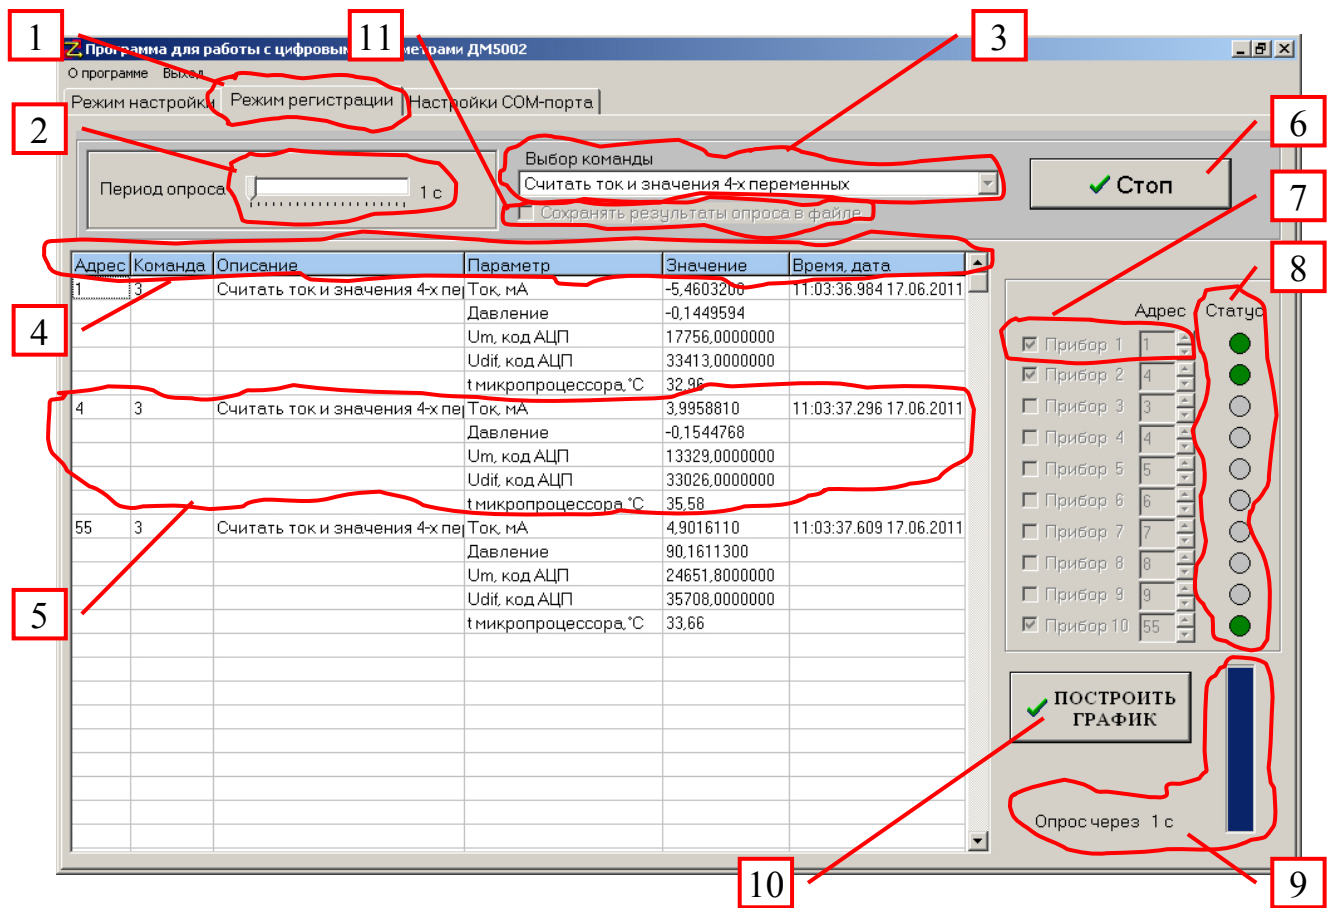 1
11
3
Программа для работы с цифровым метрами ДМ5002
О программе Выход
Режим настройки Режим регистрации Настройки COM-порта
2
6
Выбор команды
Период опроса 1 с
Считать ток и значения 4-х переменных
Стоп
Сохранять результаты опроса в файле
7
Адрес Команда Описание Параметр Значение Время, дата
8
1 3 Считать ток и значения 4-х пер Ток, мА -5,4603200 11:03:36.984 17.06.2011
4
Давление -0,1449594
Um, код АЦП 17756,0000000
Udif, код АЦП 33413,0000000
t микропроцессора,°C 32,96
4 3 Считать ток и значения 4-х пер Ток, мА 3,9958810 11:03:37.296 17.06.2011
Давление -0,1544768
Um, код АЦП 13329,0000000
Udif, код АЦП 33026,0000000
t микропроцессора,°C 35,58
55 3 Считать ток и значения 4-х пер Ток, мА 4,9016110 11:03:37.609 17.06.2011
Давление 90,1611300
Um, код АЦП 24651,8000000
Udif, код АЦП 35708,0000000
t микропроцессора,°C 33,66
5
Адрес Статус
Прибор 1 1
Прибор 2 4
Прибор 3 3
Прибор 4 4
Прибор 5 5
Прибор 6 6
Прибор 7 7
Прибор 8 8
Прибор 9 9
Прибор 10 55
ПОСТРОИТЬ
ГРАФИК
Опрос через 1 с
10
9